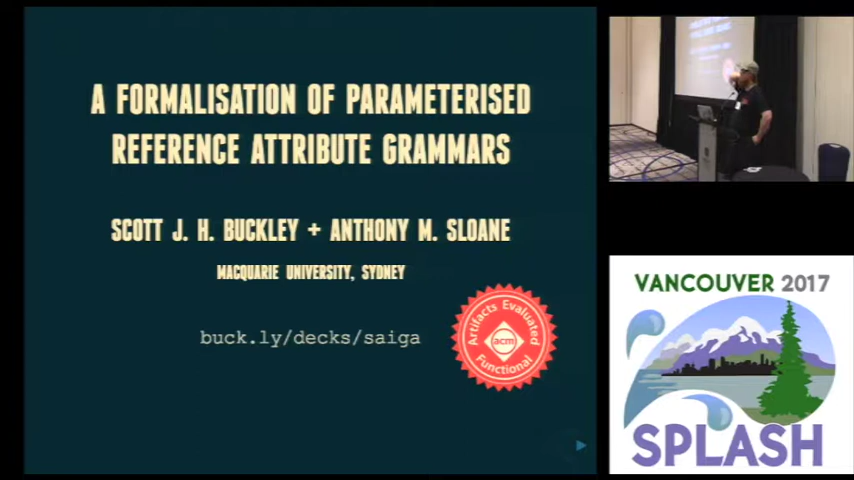 A FORMALISATION OF PARAMETERISED
REFERENCE ATTRIBUTE GRAMMARS
SCOTT J. H. BUCKLEY + ANTHONY M. SLOANE
MACQUARIE UNIVERSITY, SYDNEY
buck.ly/decks/saiga
Artifacts Evaluated
acm
Functional
VANCOUVER 2017
SPLASH